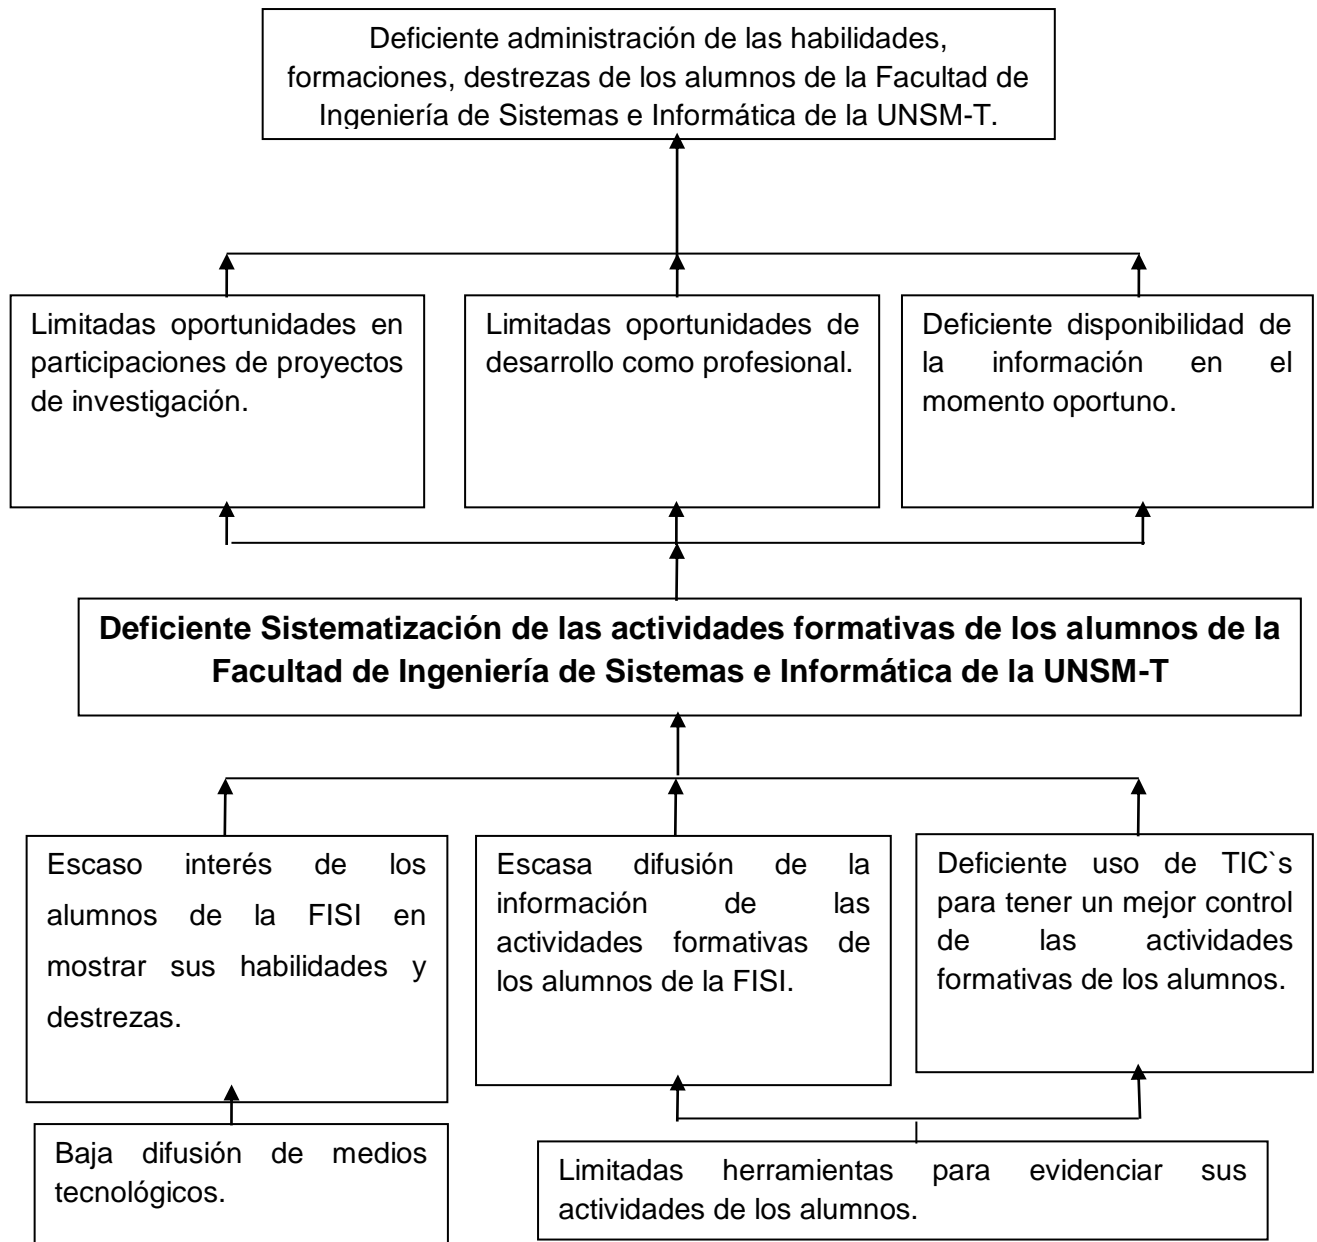 Deficiente administración de las habilidades,
formaciones, destrezas de los alumnos de la Facultad de
Ingeniería de Sistemas e Informática de la UNSM-T.
Limitadas oportunidades en
participaciones de proyectos
de investigación.
Limitadas oportunidades de
desarrollo como profesional.
Deficiente disponibilidad de
la información en el
momento oportuno.
Deficiente Sistematización de las actividades formativas de los alumnos de la
Facultad de Ingeniería de Sistemas e Informática de la UNSM-T
Escaso interés de los
alumnos de la FISI en
mostrar sus habilidades y
destrezas.
Escasa difusión de la
información de las
actividades formativas de
los alumnos de la FISI.
Deficiente uso de TIC`s
para tener un mejor control
de las actividades
formativas de los alumnos.
Baja difusión de medios
tecnológicos.
Limitadas herramientas para evidenciar sus
actividades de los alumnos.